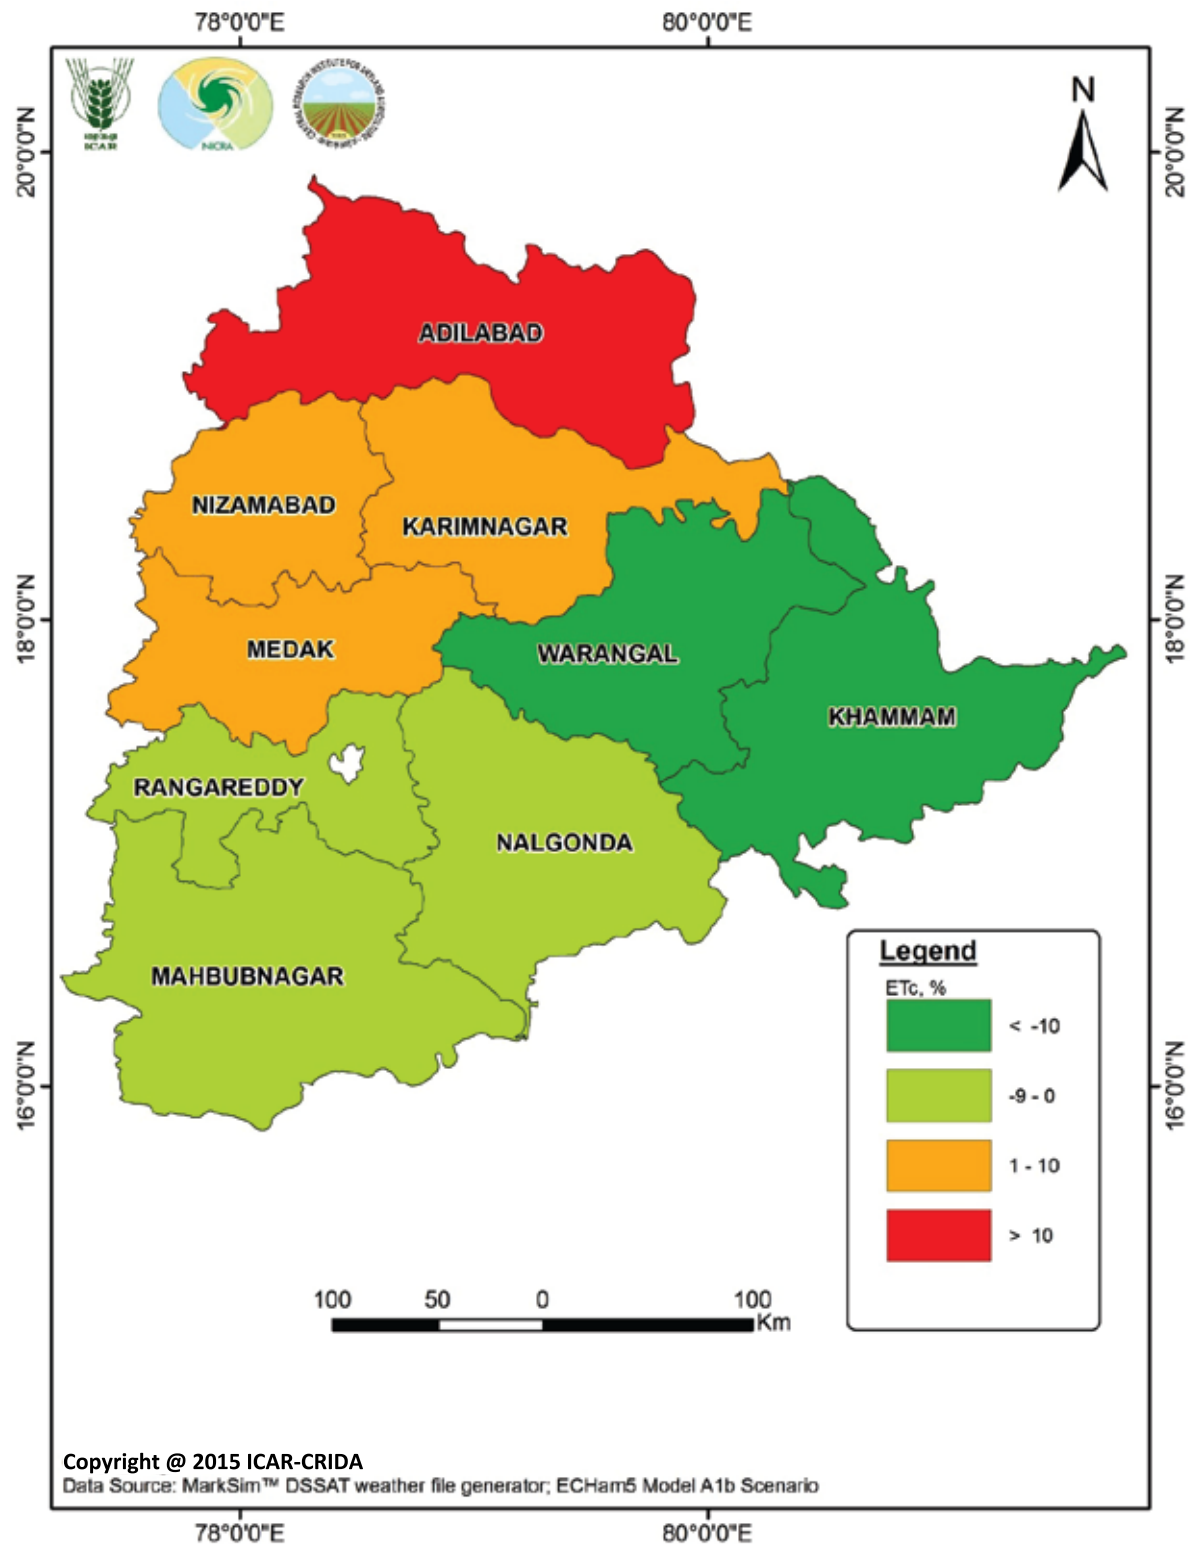 78°0'0"E 80°0'0"E
20°0'0"N
20°0'0"N
18°0'0"N
18°0'0"N
16°0'0"N
16°0'0"N
ICAR
NICRA
N
ADILABAD
NIZAMABAD
KARIMNAGAR
MEDAK
WARANGAL
KHAMMAM
RANGAREDDY
NALGONDA
MAHBUBNAGAR
Legend
ETc, %
< -10
-9 - 0
1 - 10
> 10
100 50 0 100
Km
Copyright @ 2015 ICAR-CRIDA
Data Source: MarkSim™ DSSAT weather file generator; ECHam5 Model A1b Scenario
78°0'0"E 80°0'0"E